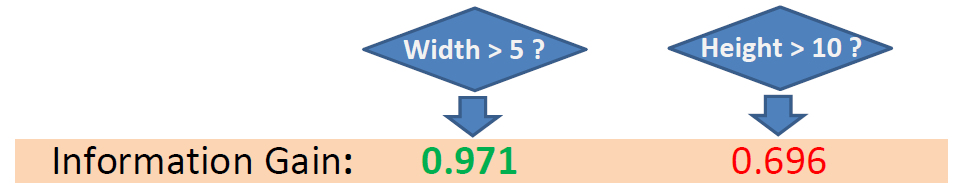 Width > 5 ? Height > 10 ?
Information Gain: 0.971 0.696